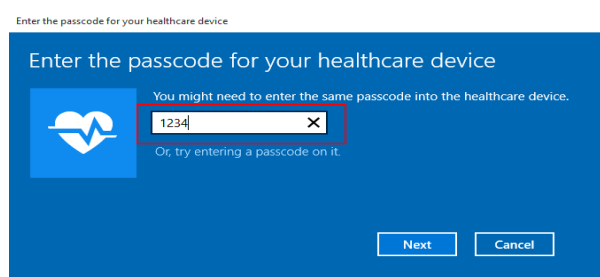 Enter the passcode for your healthcare device
Enter the passcode for your healthcare device
You might need to enter the same passcode into the healthcare device.
1234
Or, try entering a passcode on it.
Next
Cancel